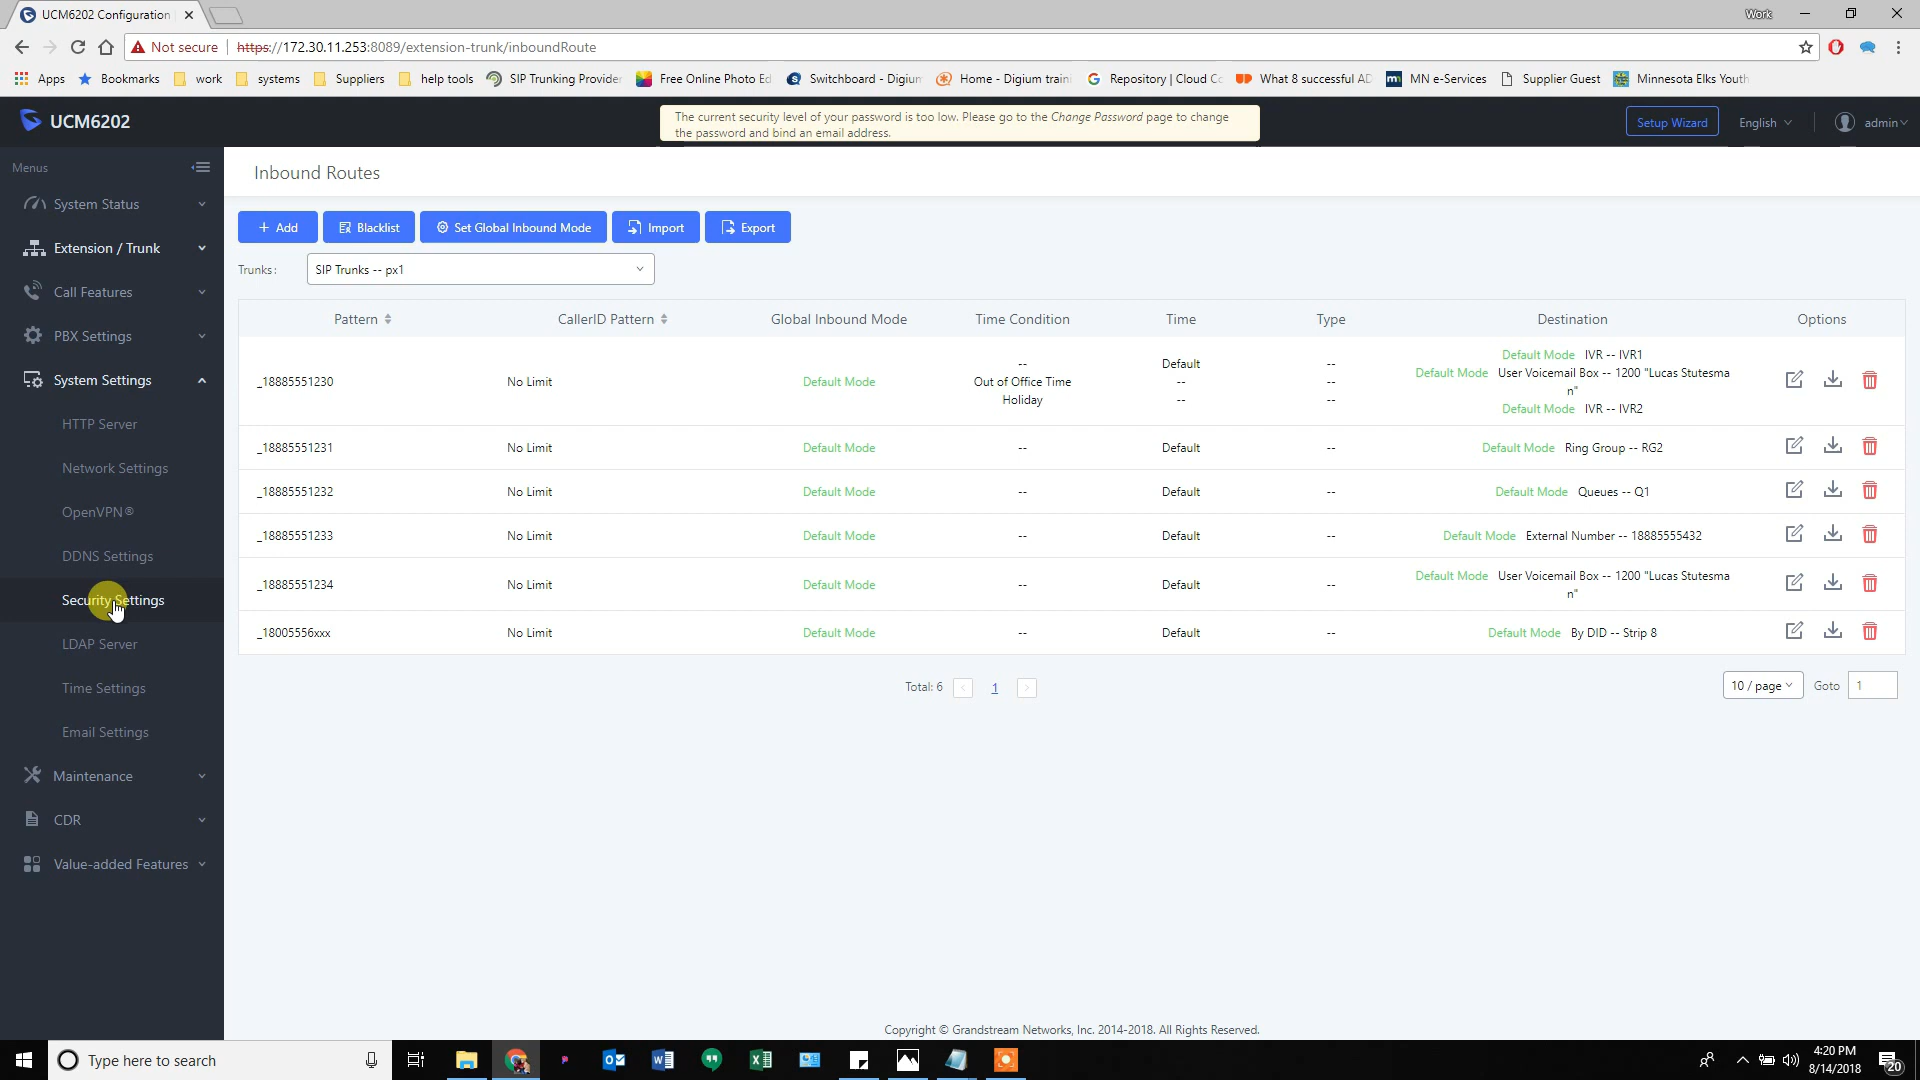 UCM6202 Configuration
Work
Not secure
https://172.30.11.253:8089/extension-trunk/inboundRoute
Apps
Bookmarks
work
systems
Suppliers
help tools
SIP Trunking Provider
Free Online Photo Ed
Switchboard - Digium
Home - Digium traini
Repository | Cloud Co
What 8 successful AD
MN e-Services
Supplier Guest
Minnesota Elks Youth
UCM6202
The current security level of your password is too low. Please go to the Change Password page to change
the password and bind an email address.
Setup Wizard
English
admin
Menus
System Status
Extension / Trunk
Call Features
PBX Settings
System Settings
HTTP Server
Network Settings
OpenVPN®
DDNS Settings
Security Settings
LDAP Server
Time Settings
Email Settings
Maintenance
CDR
Value-added Features
Inbound Routes
+ Add
Blacklist
Set Global Inbound Mode
Import
Export
Trunks :
SIP Trunks -- px1
Pattern
CallerID Pattern
Global Inbound Mode
Time Condition
Time
Type
Destination
Options
_18885551230
No Limit
Default Mode
--
Out of Office Time
Holiday
Default
--
--
--
--
--
Default Mode IVR -- IVR1
Default Mode User Voicemail Box -- 1200 "Lucas Stutesma
n"
Default Mode IVR -- IVR2
_18885551231 No Limit Default Mode -- Default -- Default Mode Ring Group -- RG2
_18885551232 No Limit Default Mode -- Default -- Default Mode Queues -- Q1
_18885551233 No Limit Default Mode -- Default -- Default Mode External Number -- 18885555432
_18885551234 No Limit Default Mode -- Default -- Default Mode User Voicemail Box -- 1200 "Lucas Stutesma
n"
_18005556xxx No Limit Default Mode -- Default -- Default Mode By DID -- Strip 8
Total: 6 < 1 >
10 / page
Goto
1
Copyright © Grandstream Networks, Inc. 2014-2018. All Rights Reserved.
Type here to search
4:20 PM
8/14/2018
20